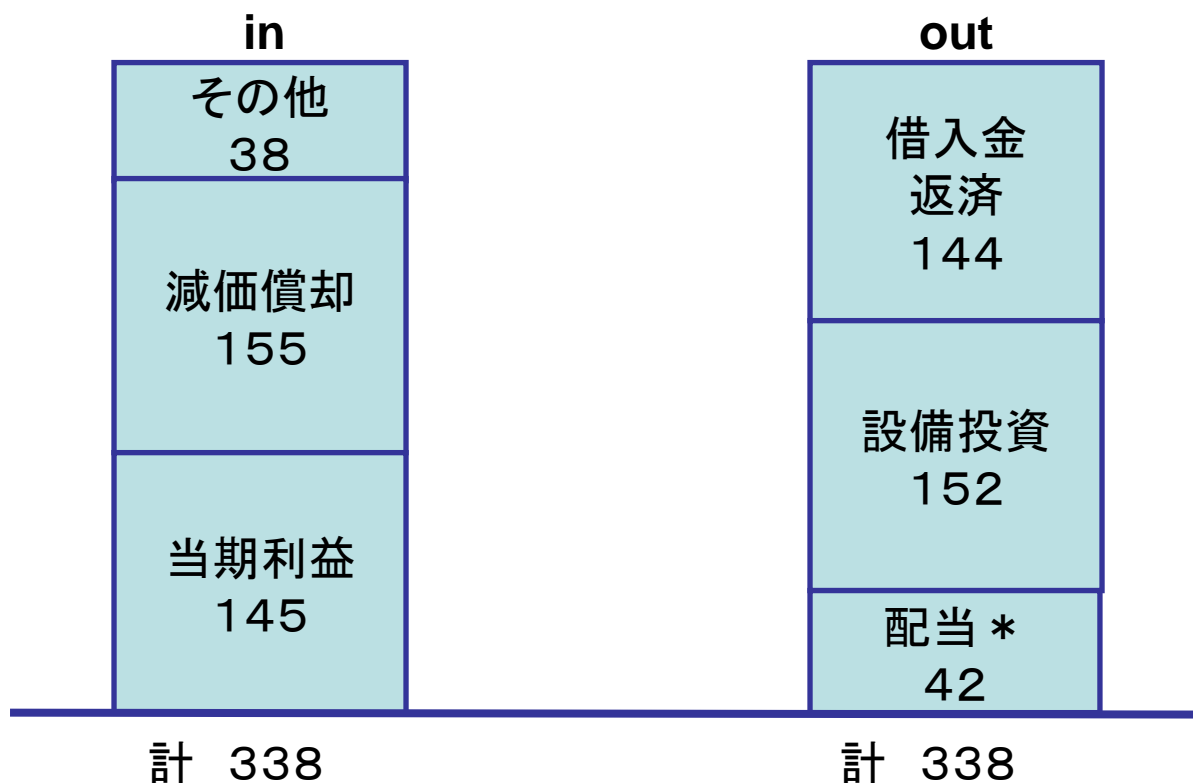 in
その他
３８
減価償却
１５５
当期利益
１４５
計　３３８
out
借入金
返済
１４４
設備投資
１５２
配当＊
４２
計　３３８